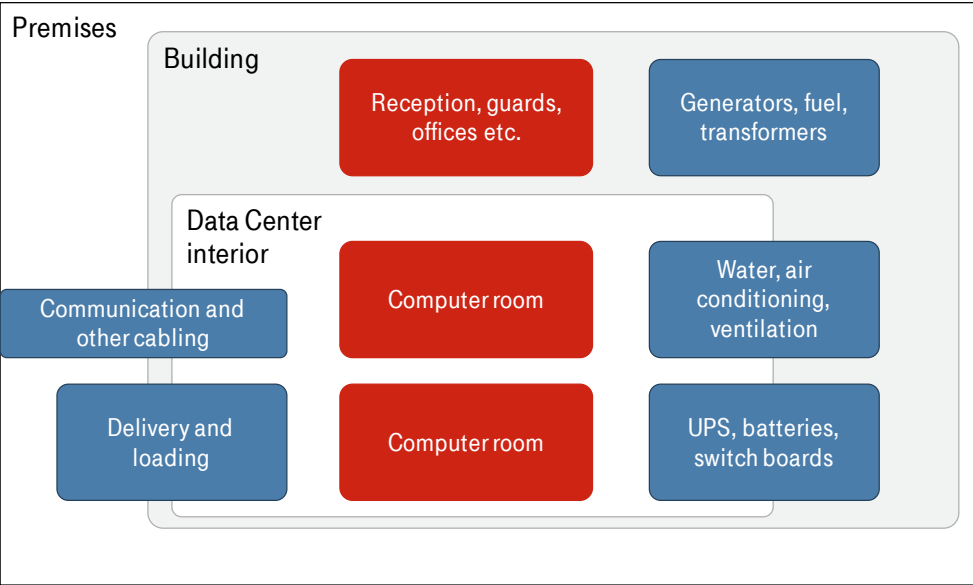 Premises
Building
Reception, guards,
offices etc.
Generators, fuel,
transformers
Data Center
interior
Communication and
other cabling
Computer room
Water, air
conditioning,
ventilation
Delivery and
loading
Computer room
UPS, batteries,
switch boards